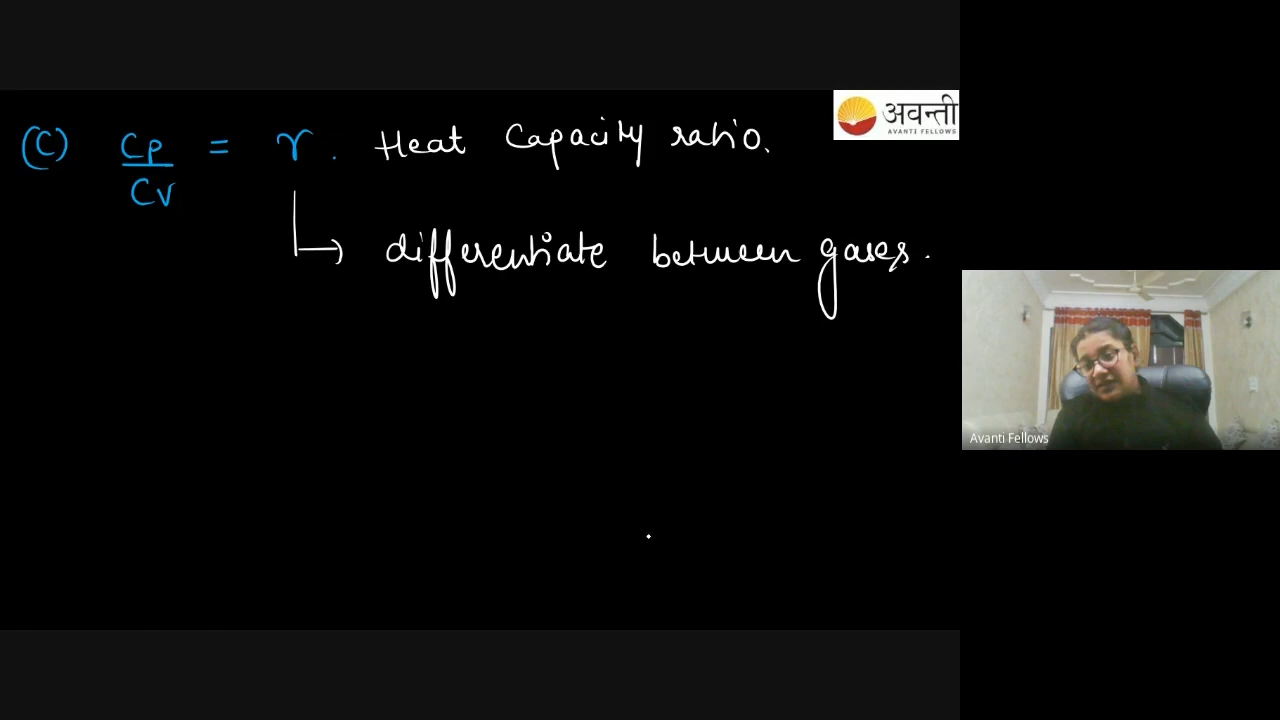 (C) Cp/Cv = γ. Heat Capacity ratio.
↳ differentiate between gases.
अवन्ती
AVANTI FELLOWS
Avanti Fellows